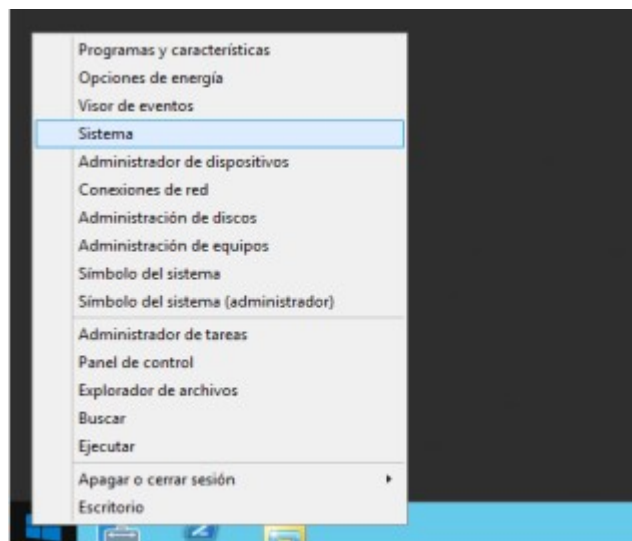 Programas y características
Opciones de energía
Visor de eventos
Sistema
Administrador de dispositivos
Conexiones de red
Administración de discos
Administración de equipos
Símbolo del sistema
Símbolo del sistema (administrador)
Administrador de tareas
Panel de control
Explorador de archivos
Buscar
Ejecutar
Apagar o cerrar sesión
Escritorio